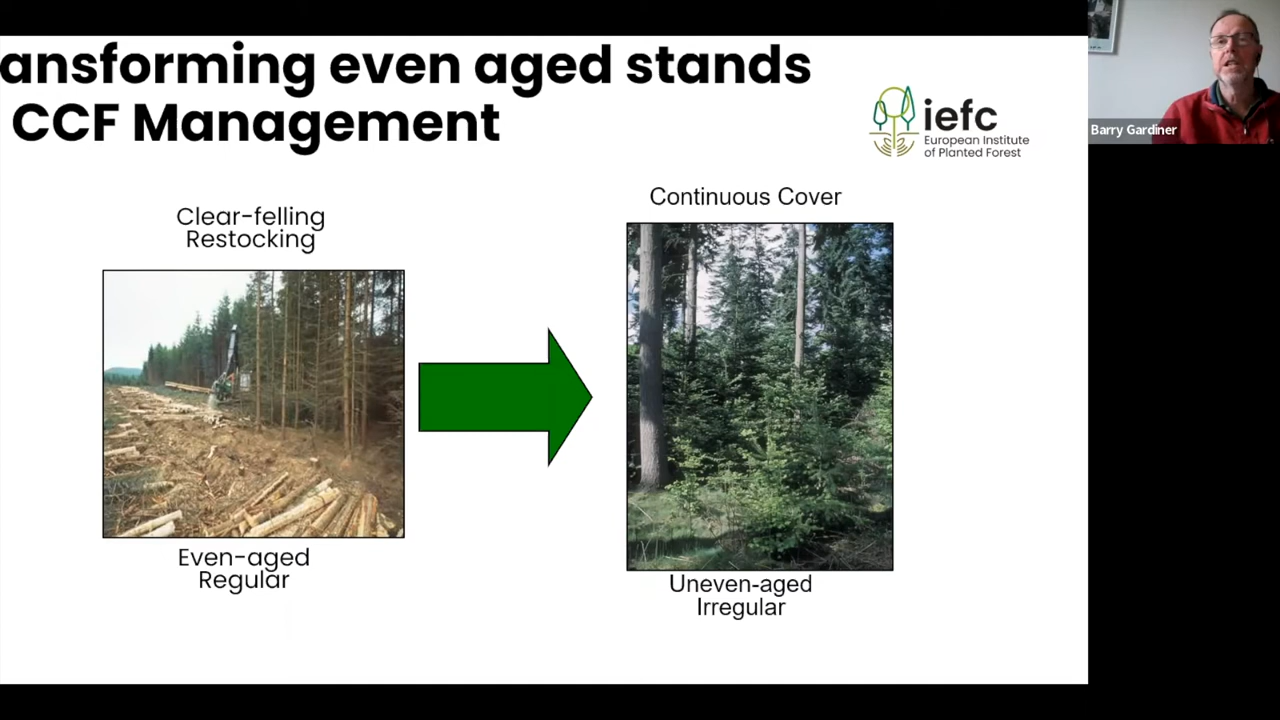 ansforming even aged stands
CCF Management
iefc
European Institute
of Planted Forest
Barry Gardiner
Clear-felling
Restocking
Continuous Cover
Even-aged
Regular
Uneven-aged
Irregular